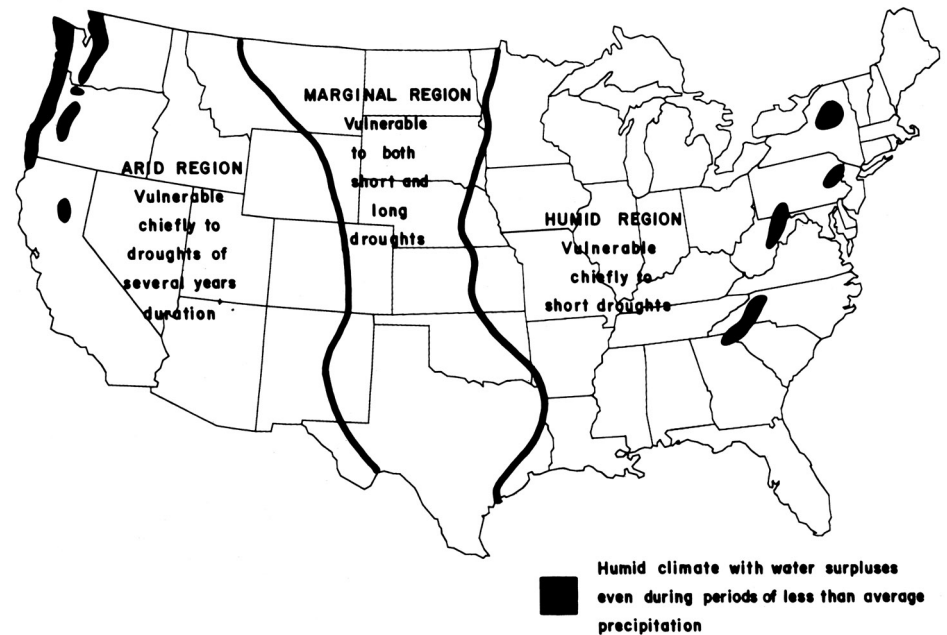 MARGINAL REGION
Vulnerable
to both
short and
long
droughts
ARID REGION
Vulnerable
chiefly to
droughts of
several years
duration
HUMID REGION
Vulnerable
chiefly to
short droughts
Humid climate with water surpluses
even during periods of less than average
precipitation